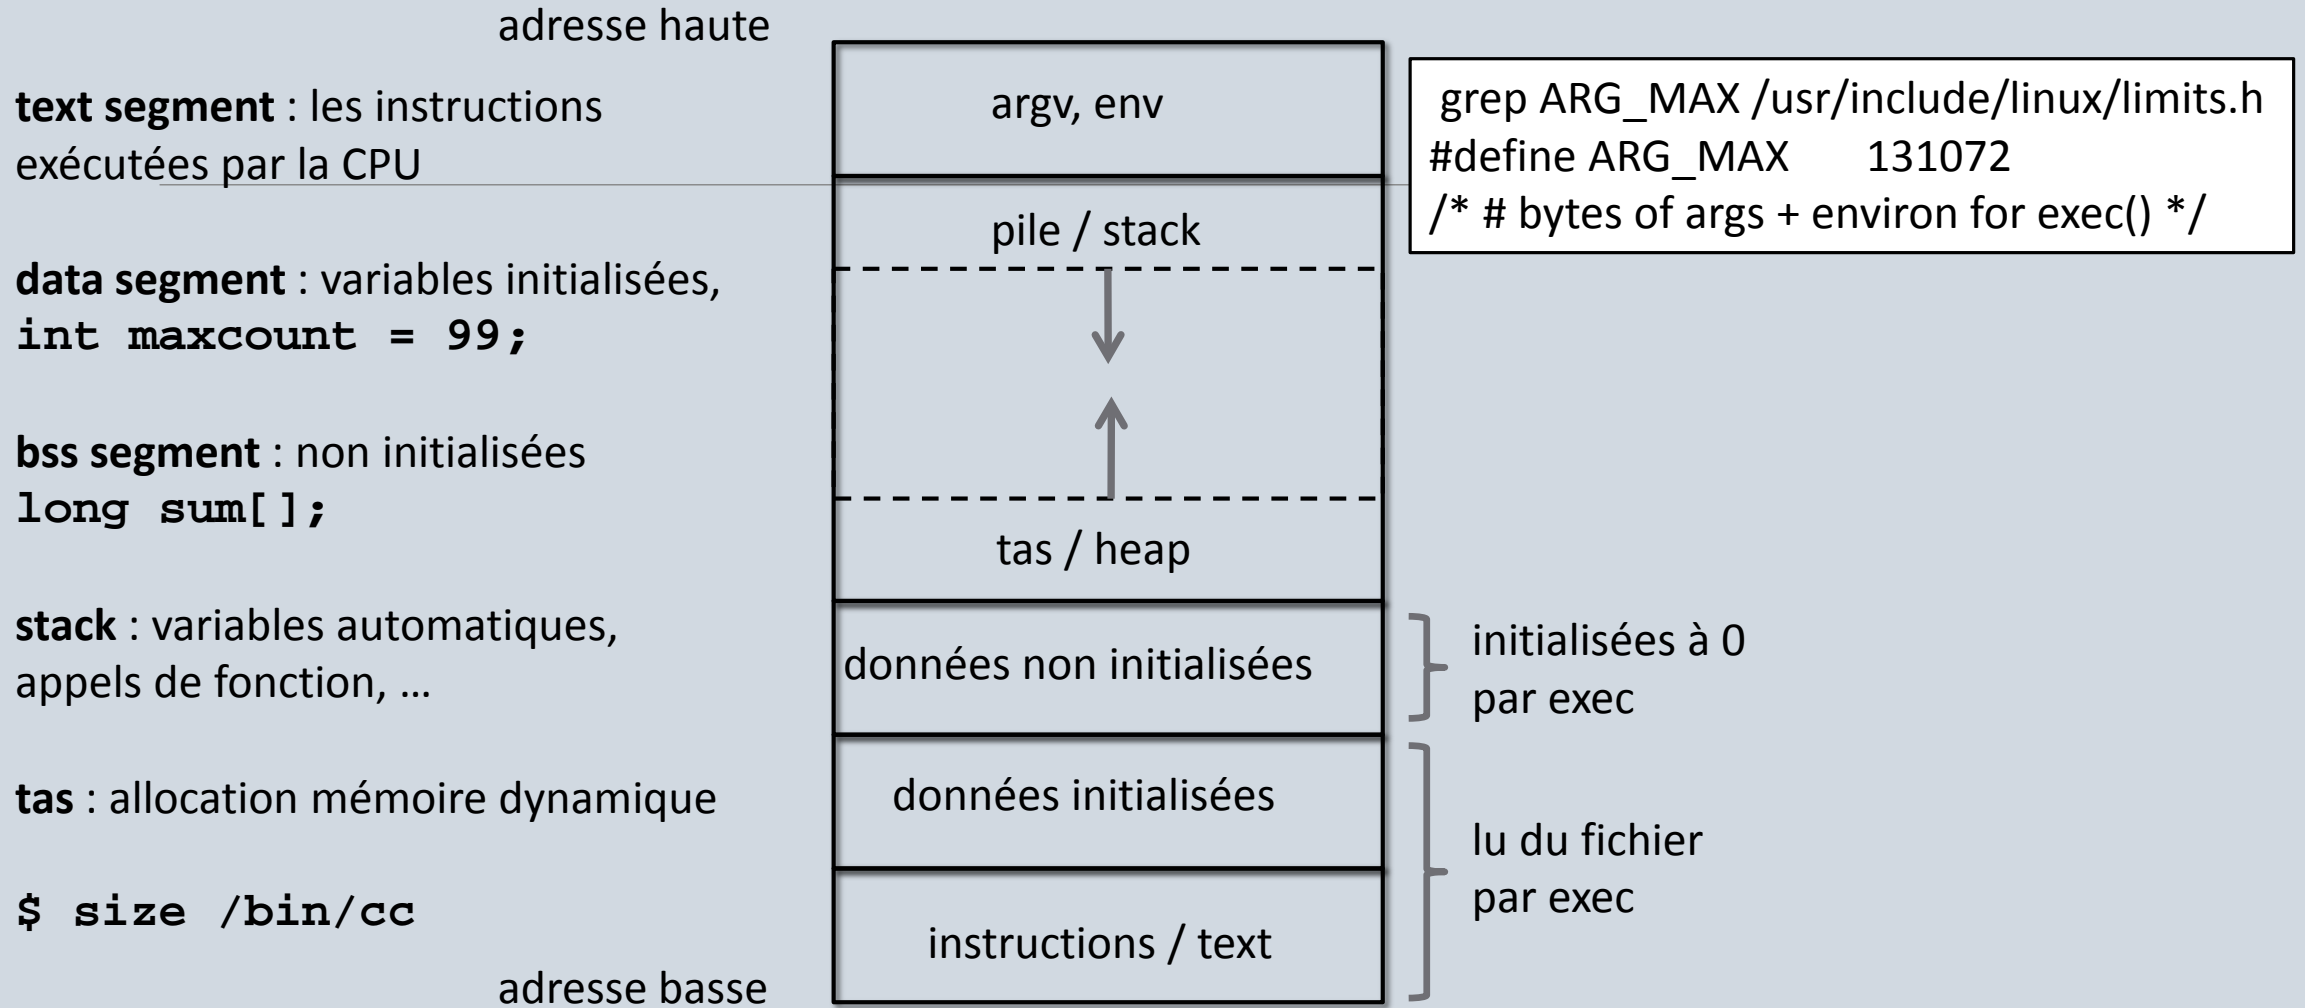 adresse haute
text segment : les instructions
exécutées par la CPU
data segment : variables initialisées,
int maxcount = 99;
bss segment : non initialisées
long sum[];
stack : variables automatiques,
appels de fonction, …
tas : allocation mémoire dynamique
$ size /bin/cc
adresse basse
argv, env
pile / stack
tas / heap
données non initialisées
données initialisées
instructions / text
grep ARG_MAX /usr/include/linux/limits.h
#define ARG_MAX 131072
/* # bytes of args + environ for exec() */
initialisées à 0
par exec
lu du fichier
par exec